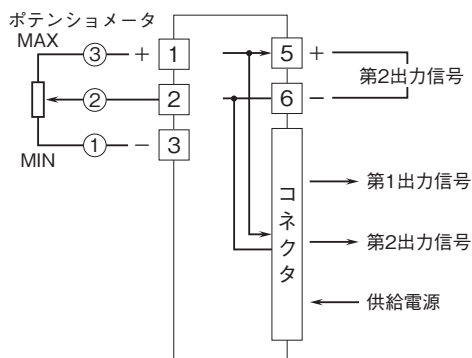 ポテンショメータ
MAX
③ + 1
② 2
① − 3
MIN
5 +
6 −
第2出力信号
コネクタ
第1出力信号
第2出力信号
供給電源